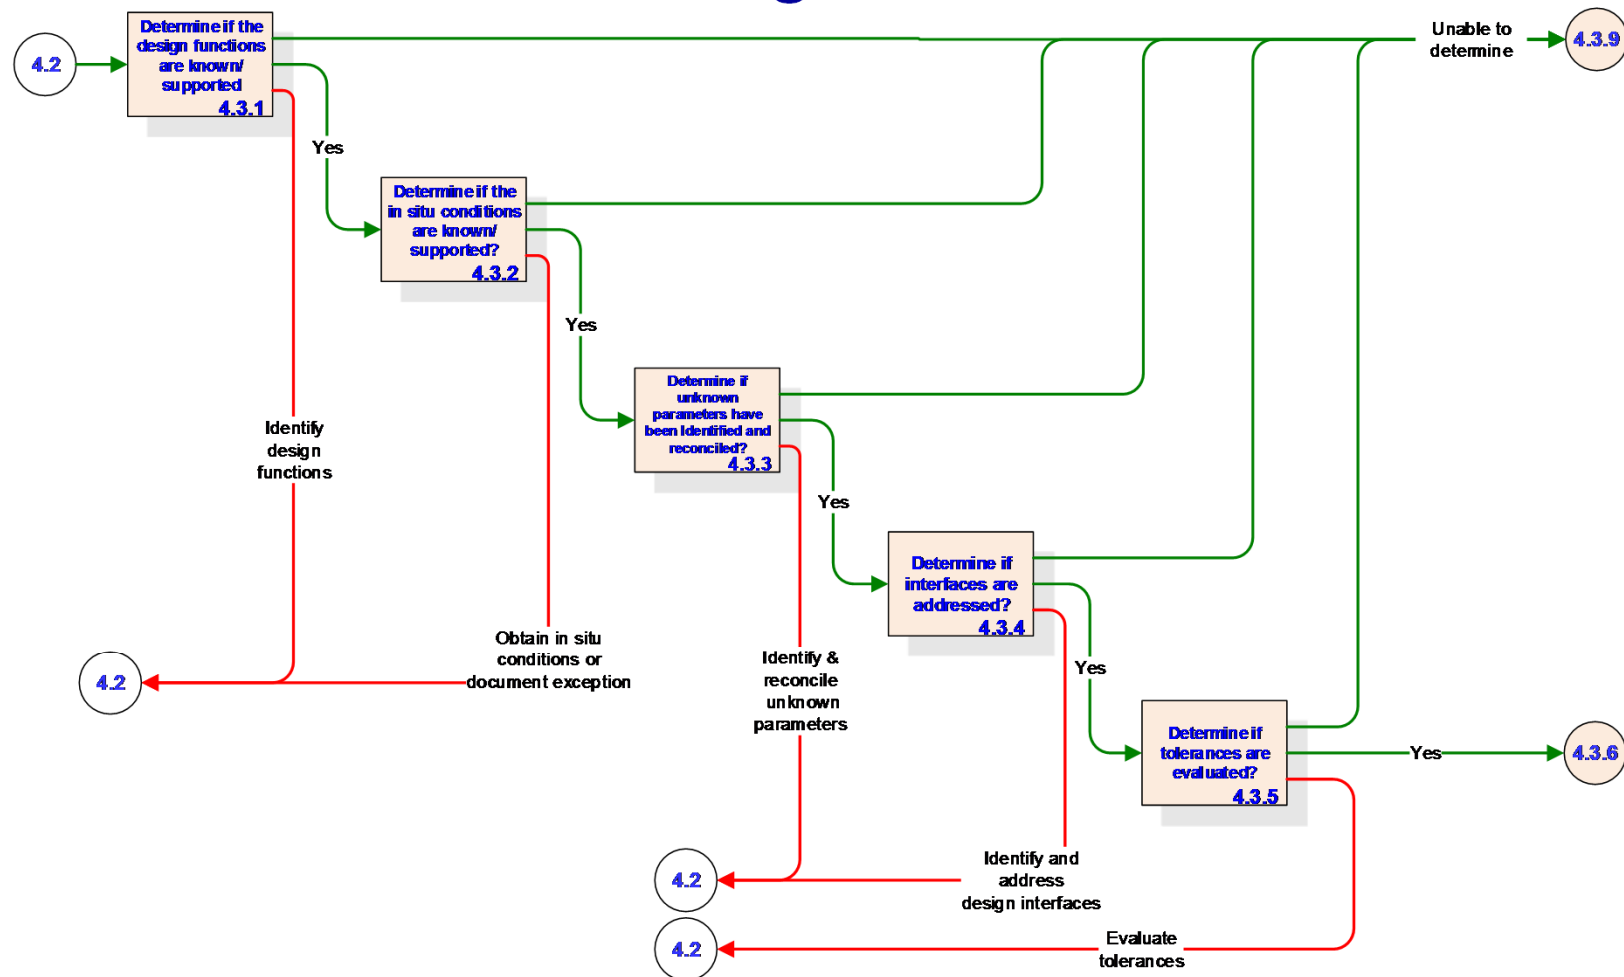 Determine if the
design functions
are known/
supported
4.3.1
4.2
Unable to
determine
4.3.9
Yes
Determine if the
in situ conditions
are known/
supported?
4.3.2
Yes
Determine if
unknown
parameters have
been identified and
reconciled?
4.3.3
Identify
design
functions
Yes
Determine if
interfaces are
addressed?
4.3.4
Obtain in situ
conditions or
document exception
4.2
Identify &
reconcile
unknown
parameters
Yes
Determine if
tolerances are
evaluated?
4.3.5
Yes
4.3.6
4.2
Identify and
address
design interfaces
4.2
Evaluate
tolerances